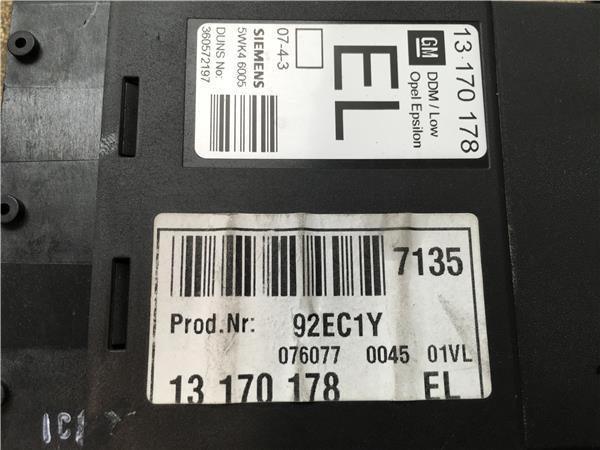 13 170 178
GM
DDM / Low
Opel Epsilon
EL
07-4-3
SIEMENS
5WK4 6005
DUNS No:
360572197
7135
Prod.Nr: 92EC1Y
076077 0045 01VL
13 170 178 EL